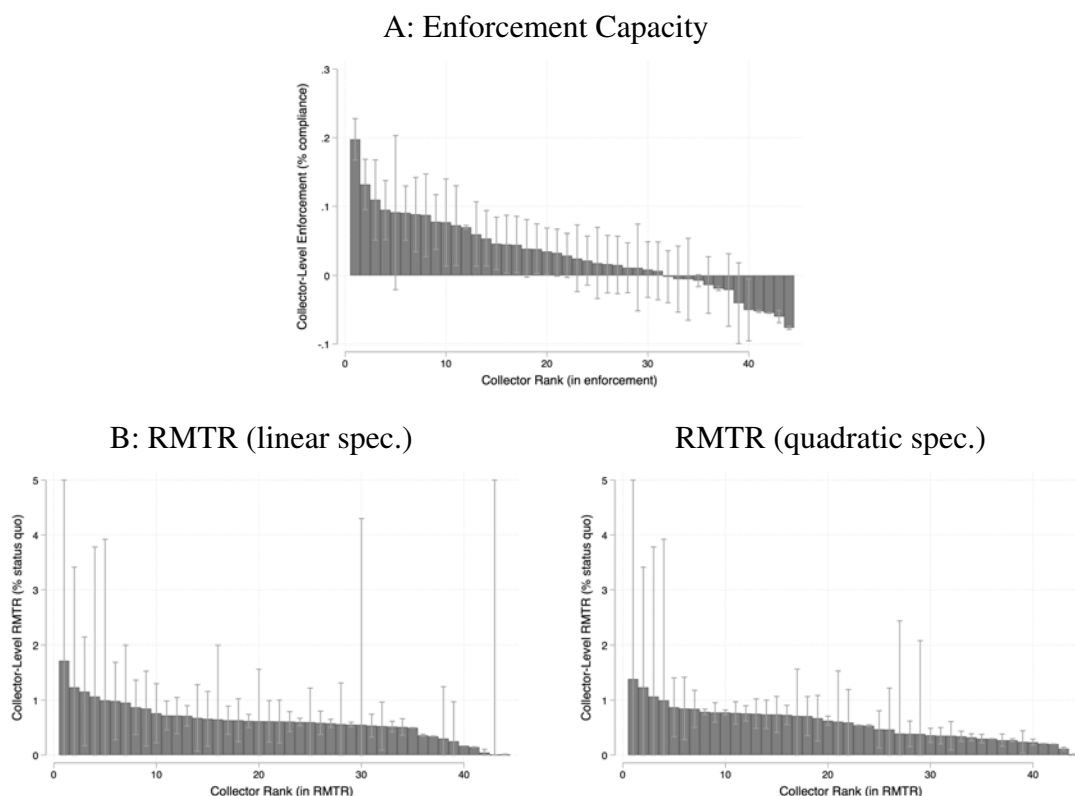 A: Enforcement Capacity
Collector-Level Enforcement (% compliance)
.3
.2
.1
0
-.1
0 10 20 30 40
Collector Rank (in enforcement)
B: RMTR (linear spec.)
Collector-Level RMTR (% status quo)
5
4
3
2
1
0
0 10 20 30 40
Collector Rank (in RMTR)
RMTR (quadratic spec.)
Collector-Level RMTR (% status quo)
5
4
3
2
1
0
0 10 20 30 40
Collector Rank (in RMTR)